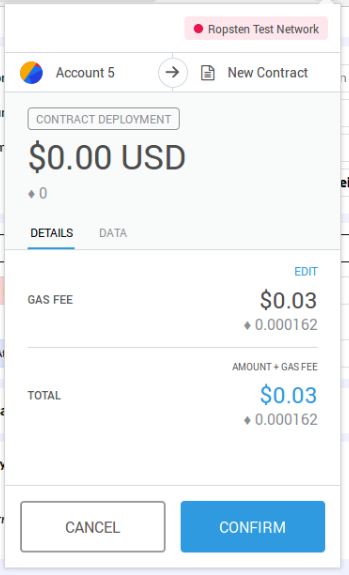 Ropsten Test Network
Account 5
New Contract
CONTRACT DEPLOYMENT
$0.00 USD
♦ 0
DETAILS DATA
EDIT
GAS FEE $0.03
♦ 0.000162
AMOUNT + GAS FEE
TOTAL $0.03
♦ 0.000162
CANCEL CONFIRM